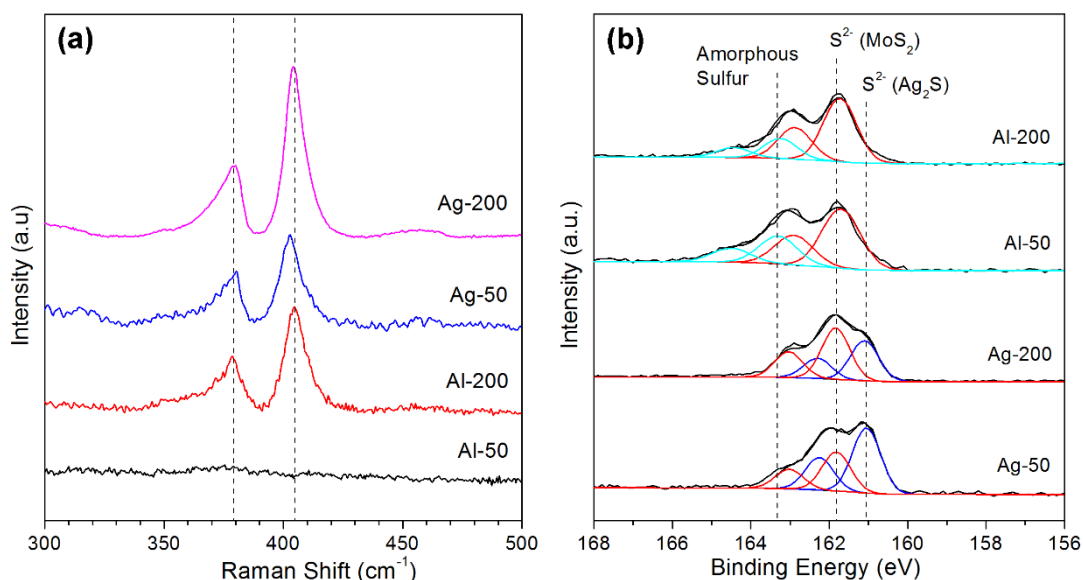 (a)
Ag-200
Ag-50
Al-200
Al-50
Intensity (a.u)
300 350 400 450 500
Raman Shift (cm⁻¹)
(b)
Amorphous
Sulfur
S²⁻ (MoS₂)
S²⁻ (Ag₂S)
Al-200
Al-50
Ag-200
Ag-50
Intensity (a.u.)
168 166 164 162 160 158 156
Binding Energy (eV)